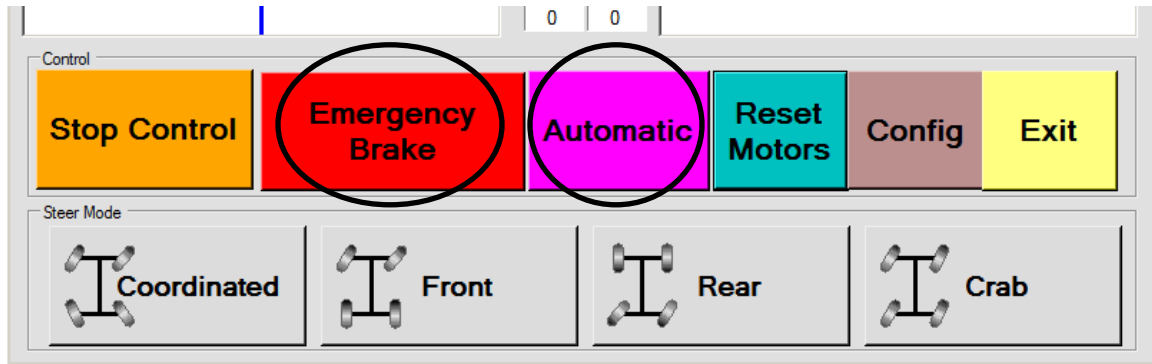 0 0
Control
Stop Control
Emergency
Brake
Automatic
Reset
Motors
Config
Exit
Steer Mode
Coordinated
Front
Rear
Crab